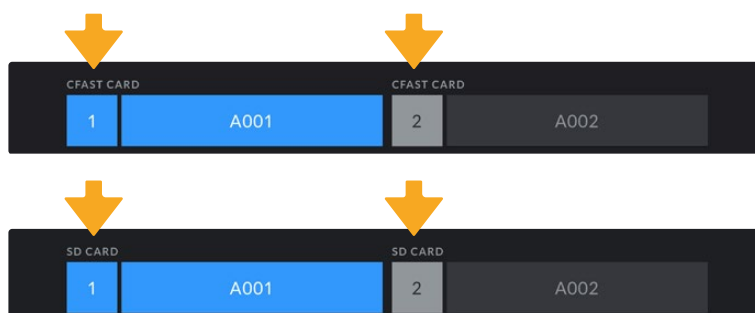 CFAST CARD CFAST CARD
1 A001 2 A002
SD CARD SD CARD
1 A001 2 A002